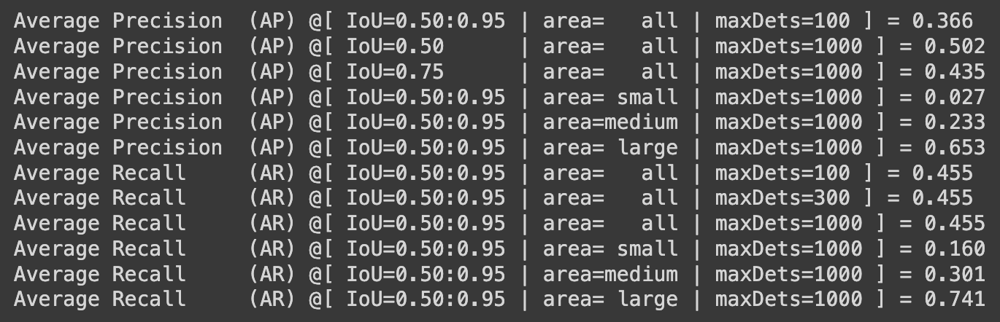 Average Precision  (AP) @[ IoU=0.50:0.95 | area=   all | maxDets=100 ] = 0.366
Average Precision  (AP) @[ IoU=0.50      | area=   all | maxDets=1000 ] = 0.502
Average Precision  (AP) @[ IoU=0.75      | area=   all | maxDets=1000 ] = 0.435
Average Precision  (AP) @[ IoU=0.50:0.95 | area= small | maxDets=1000 ] = 0.027
Average Precision  (AP) @[ IoU=0.50:0.95 | area=medium | maxDets=1000 ] = 0.233
Average Precision  (AP) @[ IoU=0.50:0.95 | area= large | maxDets=1000 ] = 0.653
Average Recall     (AR) @[ IoU=0.50:0.95 | area=   all | maxDets=100 ] = 0.455
Average Recall     (AR) @[ IoU=0.50:0.95 | area=   all | maxDets=300 ] = 0.455
Average Recall     (AR) @[ IoU=0.50:0.95 | area=   all | maxDets=1000 ] = 0.455
Average Recall     (AR) @[ IoU=0.50:0.95 | area= small | maxDets=1000 ] = 0.160
Average Recall     (AR) @[ IoU=0.50:0.95 | area=medium | maxDets=1000 ] = 0.301
Average Recall     (AR) @[ IoU=0.50:0.95 | area= large | maxDets=1000 ] = 0.741